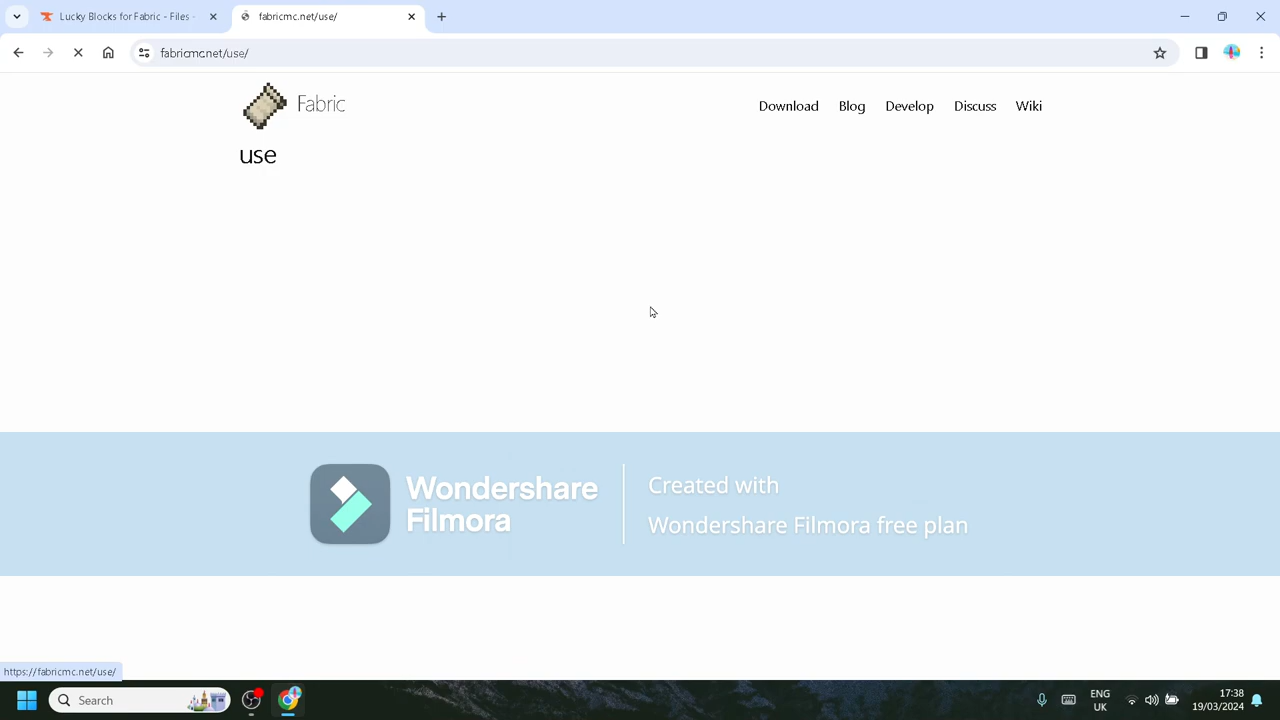 Lucky Blocks for Fabric - Files -
fabricmc.net/use/
fabricmc.net/use/
Fabric
Download
Blog
Develop
Discuss
Wiki
use
Wondershare
Filmora
Created with
Wondershare Filmora free plan
https://fabricmc.net/use/
Search
ENG
UK
17:38
19/03/2024